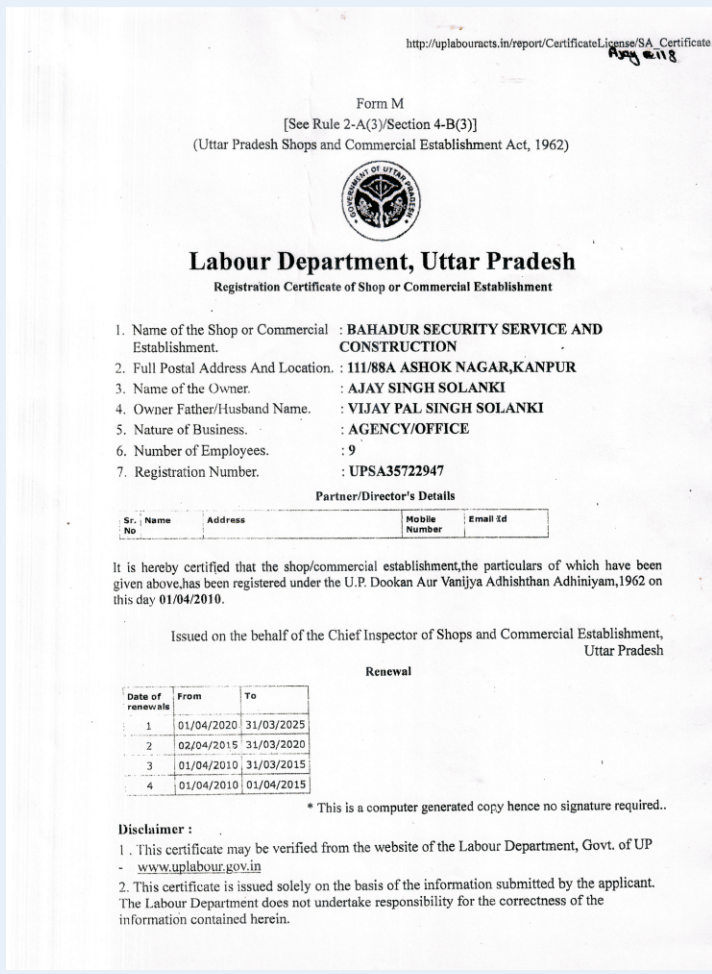 http://uplabouracts.in/report/CertificateLicense/SA_Certificate
Ajay
Form M
[See Rule 2-A(3)/Section 4-B(3)]
(Uttar Pradesh Shops and Commercial Establishment Act, 1962)
GOVERNMENT OF UTTAR PRADESH
Labour Department, Uttar Pradesh
Registration Certificate of Shop or Commercial Establishment
1. Name of the Shop or Commercial : BAHADUR SECURITY SERVICE AND
Establishment. CONSTRUCTION
2. Full Postal Address And Location. : 111/88A ASHOK NAGAR,KANPUR
3. Name of the Owner. : AJAY SINGH SOLANKI
4. Owner Father/Husband Name. : VIJAY PAL SINGH SOLANKI
5. Nature of Business. : AGENCY/OFFICE
6. Number of Employees. : 9
7. Registration Number. : UPSA35722947
Partner/Director's Details
Sr. Name Address Mobile Email Id
No Number
It is hereby certified that the shop/commercial establishment,the particulars of which have been
given above,has been registered under the U.P. Dookan Aur Vanijya Adhishthan Adhiniyam,1962 on
this day 01/04/2010.
Issued on the behalf of the Chief Inspector of Shops and Commercial Establishment,
Uttar Pradesh
Renewal
Date of From To
renewals
1 01/04/2020 31/03/2025
2 02/04/2015 31/03/2020
3 01/04/2010 31/03/2015
4 01/04/2010 01/04/2015
* This is a computer generated copy hence no signature required..
Disclaimer :
1 . This certificate may be verified from the website of the Labour Department, Govt. of UP
- www.uplabour.gov.in
2. This certificate is issued solely on the basis of the information submitted by the applicant.
The Labour Department does not undertake responsibility for the correctness of the
information contained herein.